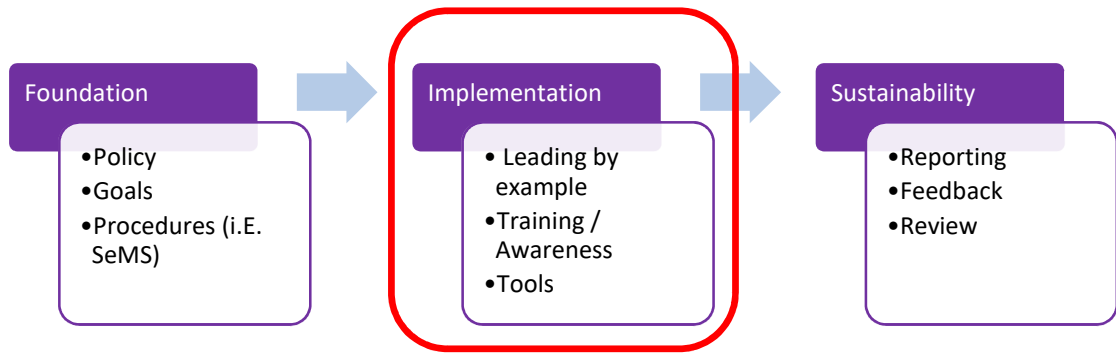 Foundation
•Policy
•Goals
•Procedures (i.E.
SeMS)
Implementation
• Leading by
example
•Training /
Awareness
•Tools
Sustainability
•Reporting
•Feedback
•Review